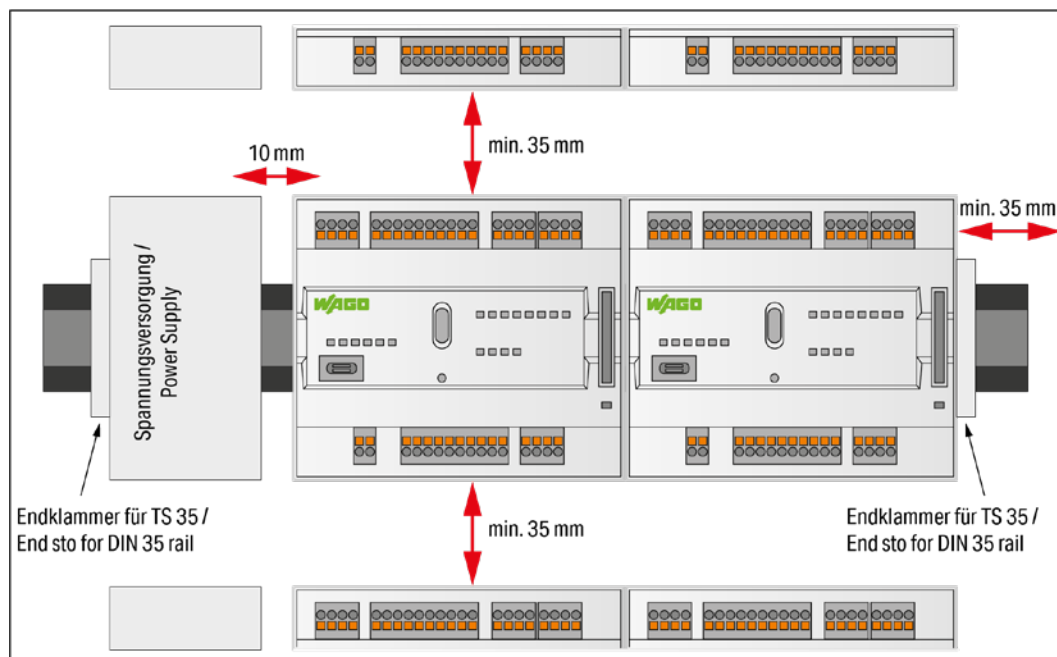 min. 35 mm
10 mm
min. 35 mm
Spannungsversorgung/
Power Supply
WAGO
WAGO
Endklammer für TS 35 /
End sto for DIN 35 rail
min. 35 mm
Endklammer für TS 35 /
End sto for DIN 35 rail